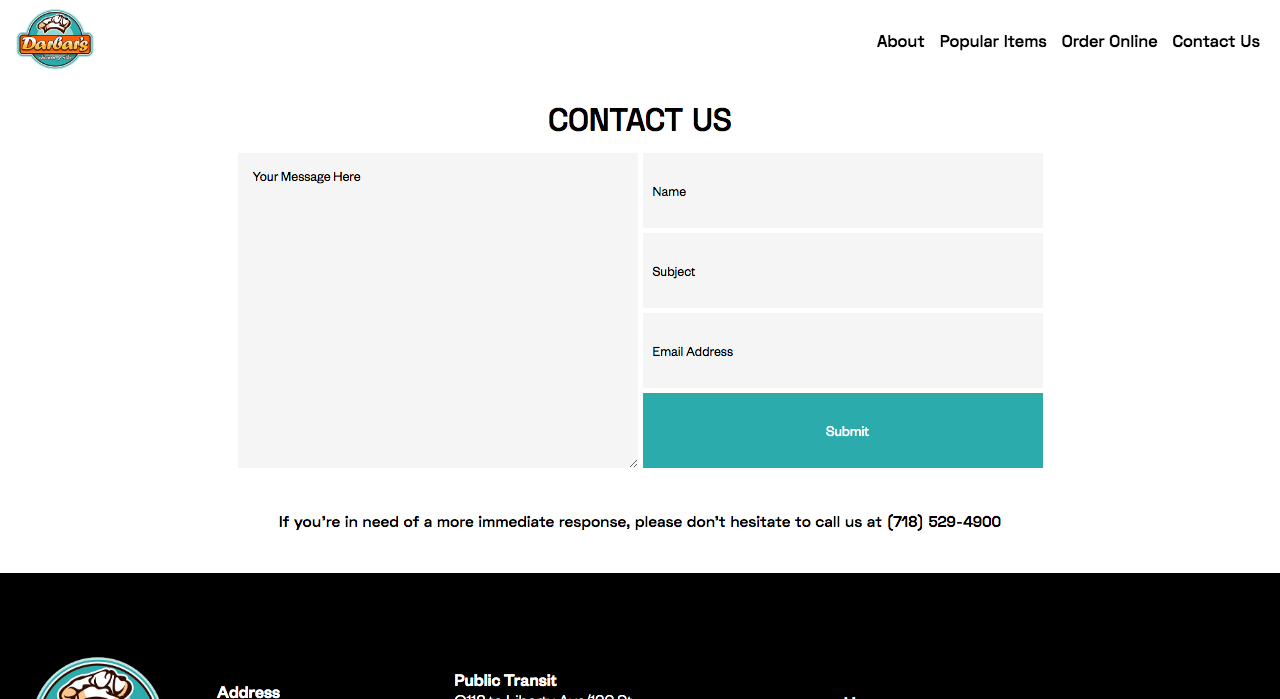 Darbar's
About Popular Items Order Online Contact Us
CONTACT US
Your Message Here
Name
Subject
Email Address
Submit
If you're in need of a more immediate response, please don't hesitate to call us at (718) 529-4900
Public Transit
Address